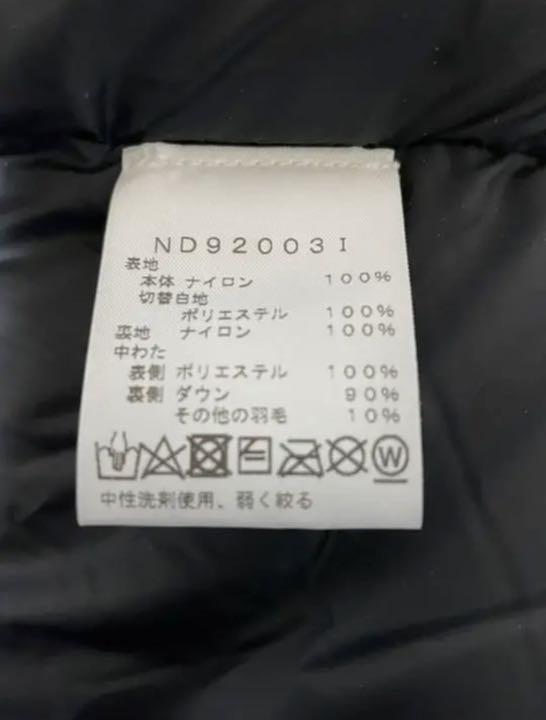 ND92003I
表地
本体 ナイロン 100%
切替白地
ポリエステル 100%
裏地 ナイロン 100%
中わた
表側 ポリエステル 100%
裏側 ダウン 90%
その他の羽毛 10%
W
中性洗剤使用、弱く絞る